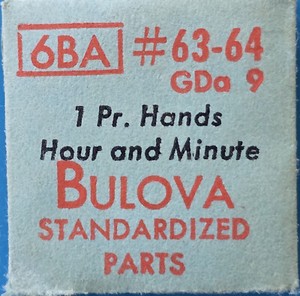 6BA #63-64
GDa 9
1 Pr. Hands
Hour and Minute
BULOVA
STANDARDIZED
PARTS